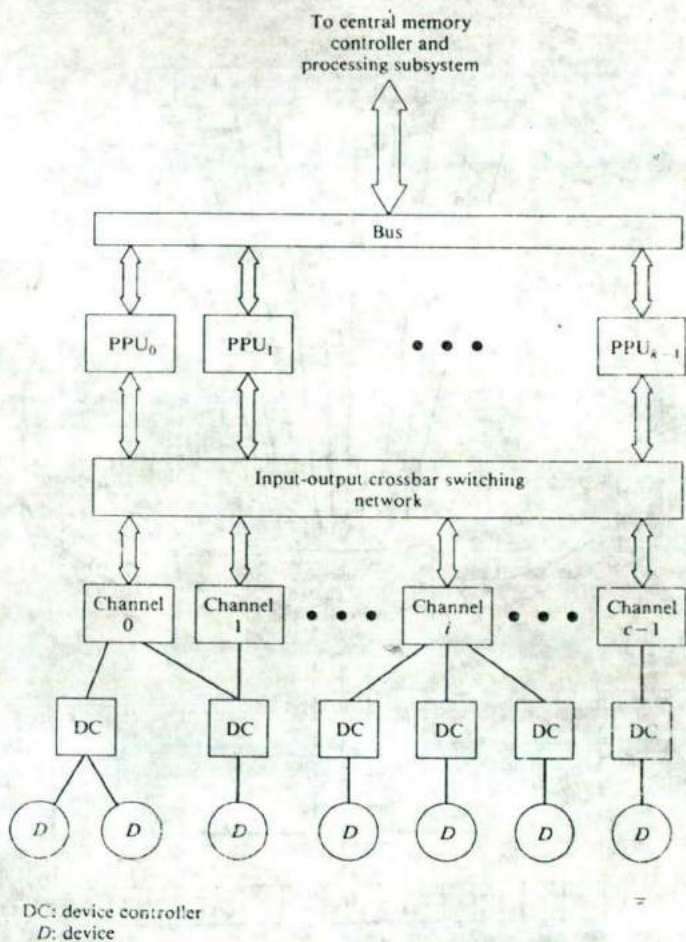 To central memory
controller and
processing subsystem
Bus
PPU₀ PPU₁ • • • PPUₖ₋₁
Input-output crossbar switching
network
Channel 0 Channel 1 • • • Channel i • • • Channel c−1
DC DC DC DC DC DC
D D D D D D D
DC: device controller
D: device